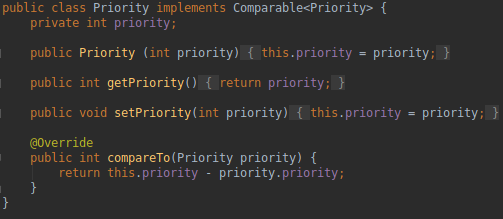 public class Priority implements Comparable<Priority> {
    private int priority;

    public Priority (int priority) { this.priority = priority; }

    public int getPriority() { return priority; }

    public void setPriority(int priority) { this.priority = priority; }

    @Override
    public int compareTo(Priority priority) {
        return this.priority - priority.priority;
    }
}